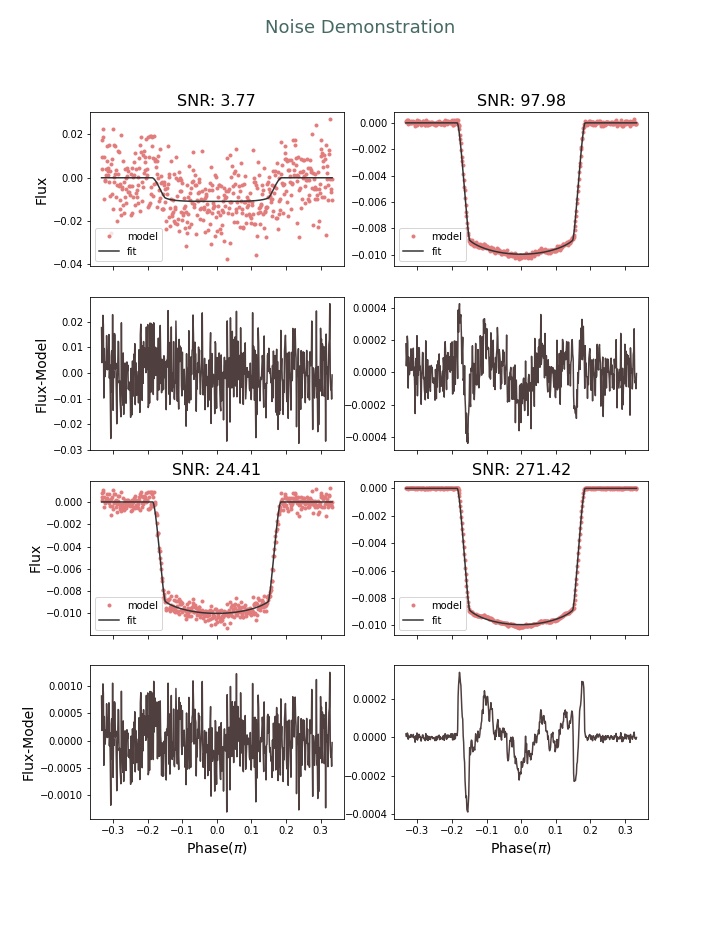 Noise Demonstration
SNR: 3.77
SNR: 97.98
0.02
0.00
−0.02
−0.04
Flux
model
fit
0.000
−0.002
−0.004
−0.006
−0.008
−0.010
model
fit
0.02
0.01
0.00
−0.01
−0.02
−0.03
Flux-Model
0.0004
0.0002
0.0000
−0.0002
−0.0004
SNR: 24.41
SNR: 271.42
0.000
−0.002
−0.004
−0.006
−0.008
−0.010
Flux
model
fit
0.000
−0.002
−0.004
−0.006
−0.008
−0.010
model
fit
0.0010
0.0005
0.0000
−0.0005
−0.0010
Flux-Model
0.0002
0.0000
−0.0002
−0.0004
−0.3 −0.2 −0.1 0.0 0.1 0.2 0.3
Phase(π)
−0.3 −0.2 −0.1 0.0 0.1 0.2 0.3
Phase(π)